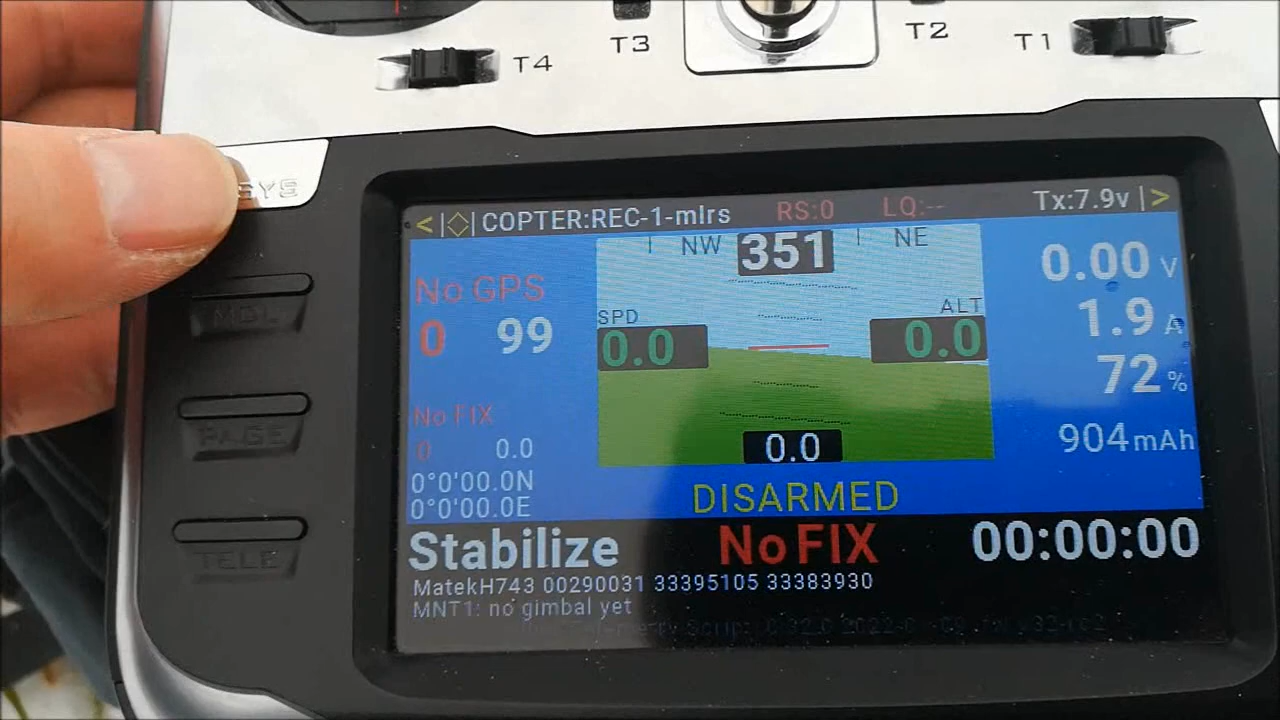 T4
T3
T2
T1
SYS
MDL
PAGE
TELE
< |◇| COPTER:REC-1-mlrs RS:0 LQ:-- Tx:7.9v | >
NW 351 NE
No GPS
0 99
SPD
0.0
ALT
0.0
0.00 V
1.9 A
72 %
904mAh
No FIX
0 0.0
0°0'00.0N
0°0'00.0E
0.0
DISARMED
Stabilize No FIX 00:00:00
MatekH743 00290031 33395105 33383930
MNT1: no gimbal yet